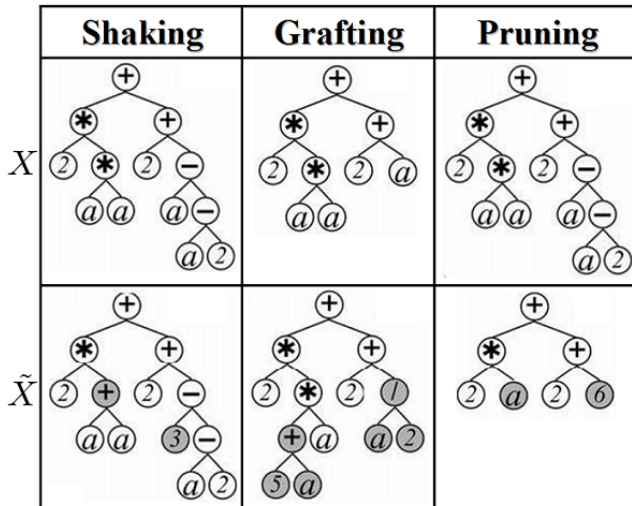 Shaking Grafting Pruning
+ + +
* + * + * +
X 2 * 2 − 2 * 2 a 2 * 2 −
a a a − a a a a a −
a 2 a 2
+ + +
* + * + * +
X̃ 2 + 2 − 2 * 2 / 2 a 2 6
a a 3 − + a a 2
a 2 5 a